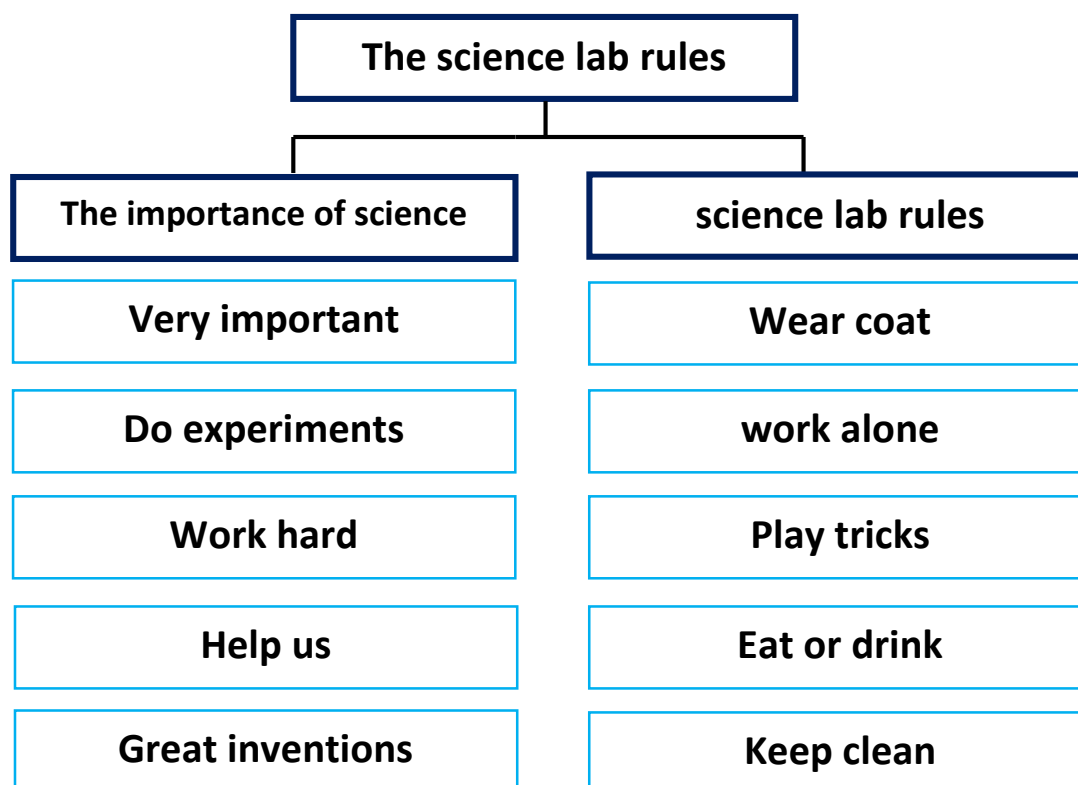 The science lab rules
The importance of science
science lab rules
Very important
Wear coat
Do experiments
work alone
Work hard
Play tricks
Help us
Eat or drink
Great inventions
Keep clean